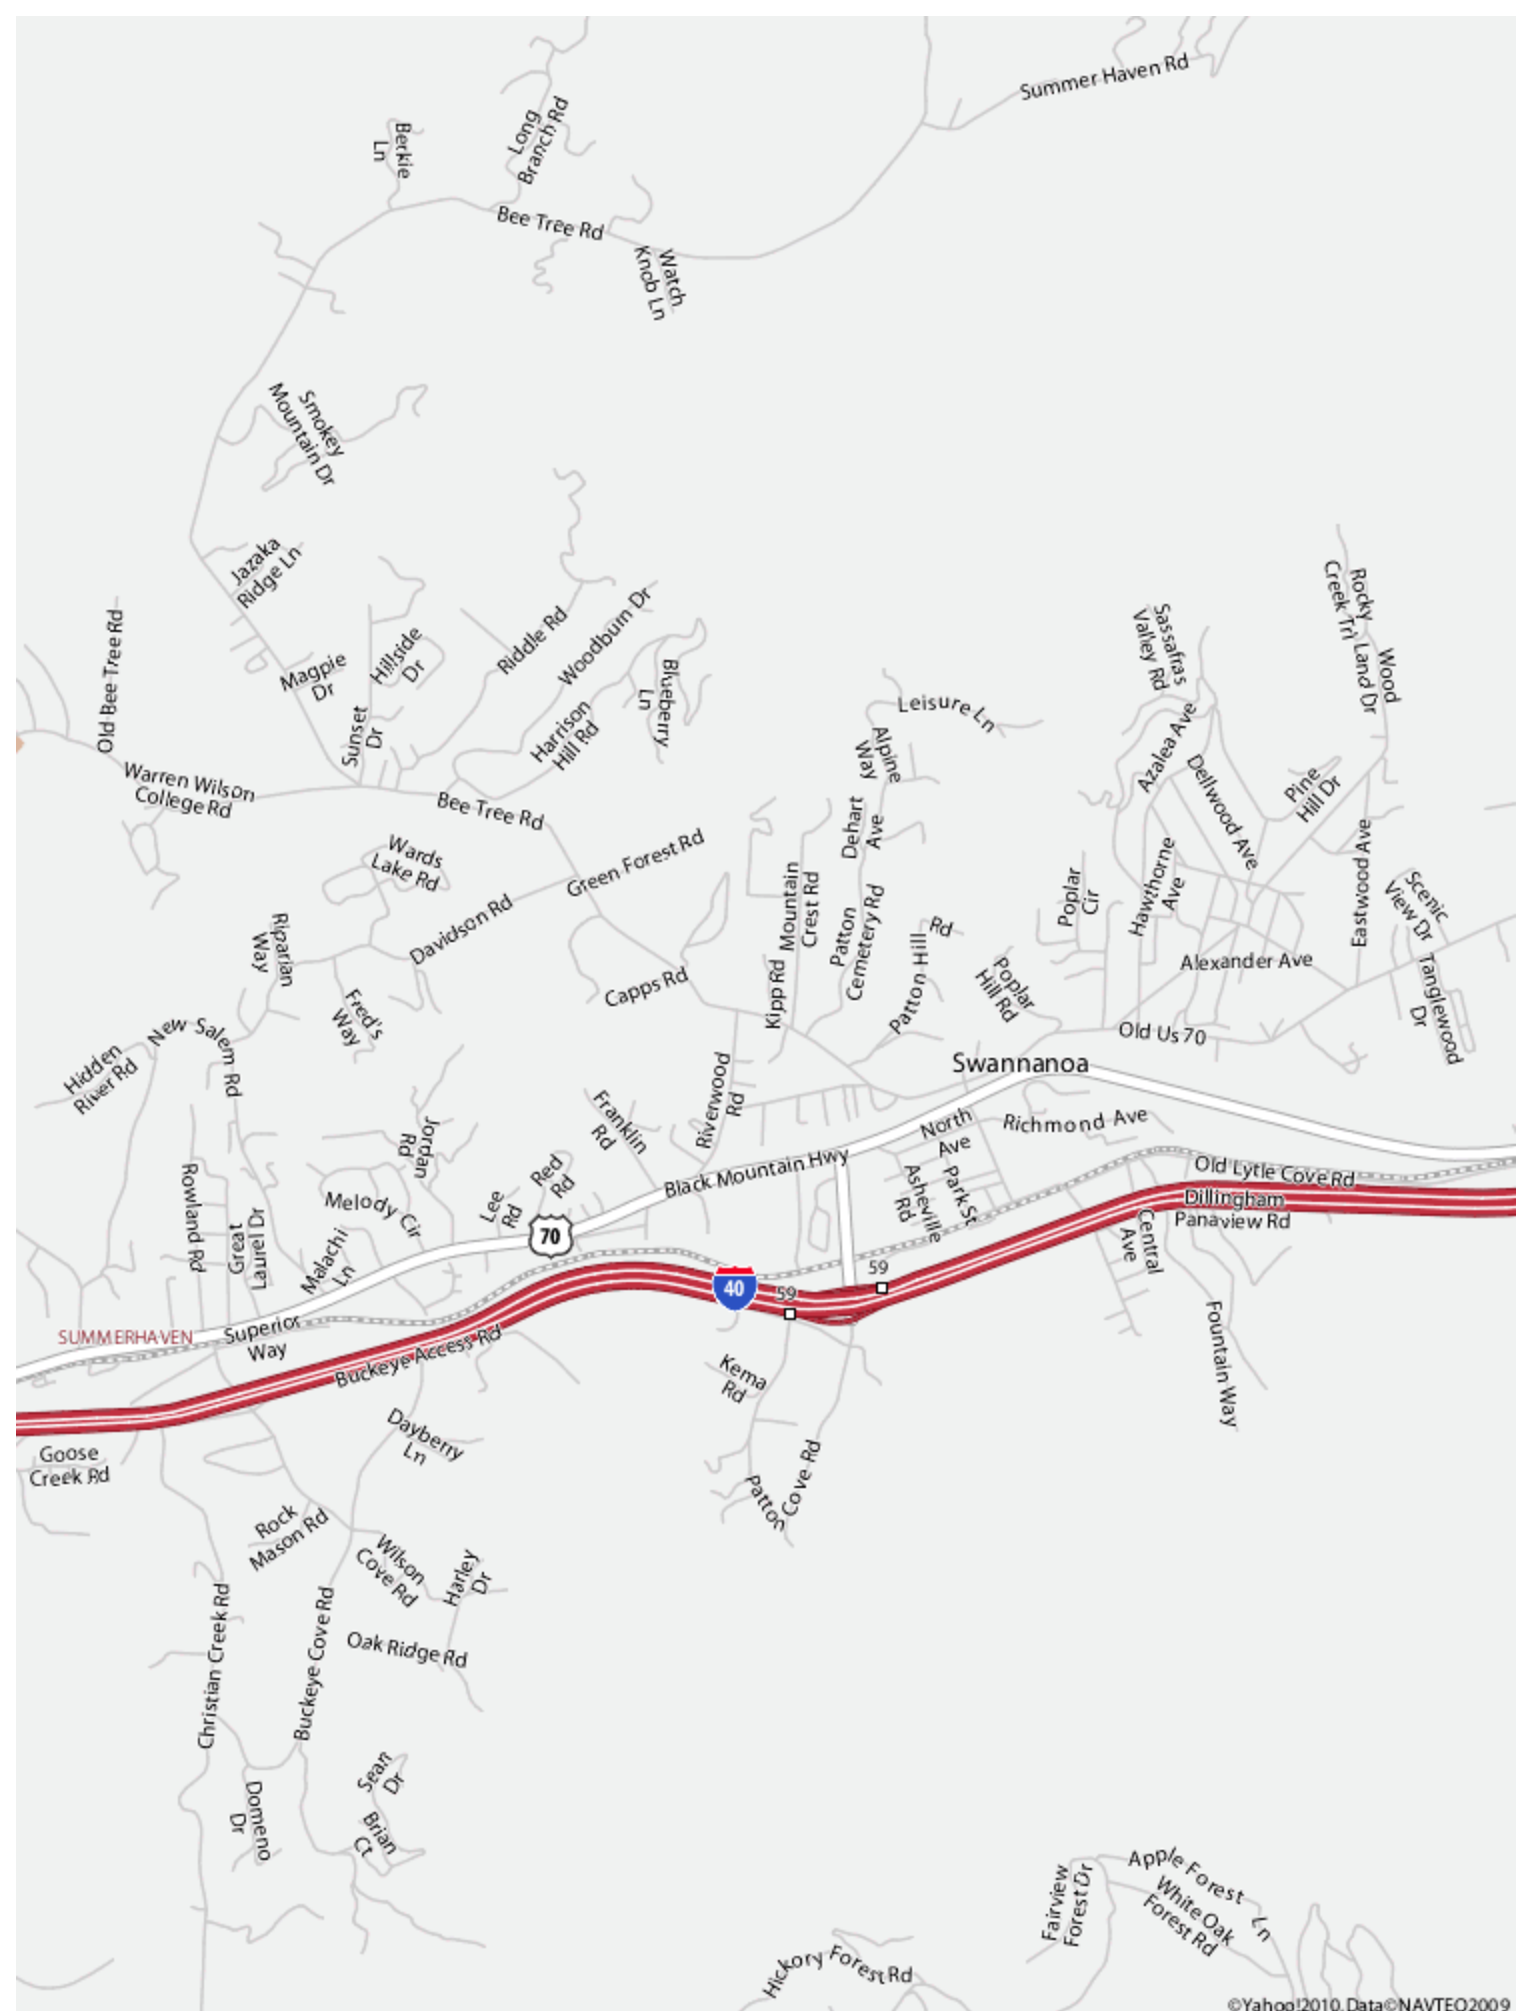 Summer Haven Rd
Berkie
Ln
Long
Branch Rd
Bee Tree Rd
Watch
Knob Ln
Smokey
Mountain Dr
Jazaka
Ridge Ln
Old Bee Tree Rd
Magpie
Dr
Hillside
Dr
Sunset
Dr
Riddle Rd
Woodburn Dr
Harrison
Hill Rd
Blueberry
Ln
Leisure Ln
Alpine
Way
Sassafras
Valley Rd
Rocky
Creek Trl
Wood
Land Dr
Azalea Ave
Dellwood Ave
Pine
Hill Dr
Warren Wilson
College Rd
Bee Tree Rd
Wards
Lake Rd
Green Forest Rd
Davidson Rd
Dehart
Ave
Mountain
Crest Rd
Patton
Cemetery Rd
Kipp Rd
Patton Hill
Rd
Poplar
Hill Rd
Poplar
Cir
Hawthorne
Ave
Eastwood Ave
Scenic
View Dr
Alexander Ave
Tanglewood
Dr
Riparian
Way
Fred's
Way
Capps Rd
New Salem Rd
Hidden
River Rd
Old Us 70
Swannanoa
Riverwood
Rd
Franklin
Rd
Jordan
Rd
North
Ave
Richmond Ave
Black Mountain Hwy
Red
Rd
Lee
Rd
Melody Cir
Rowland Rd
Great
Laurel Dr
Malachi
Ln
Asheville
Rd
Park St
Old Lytle Cove Rd
Dillingham
Panaview Rd
Central
Ave
70
40
59
59
SUMMERHAVEN
Superior
Way
Buckeye Access Rd
Kema
Rd
Fountain Way
Dayberry
Ln
Goose
Creek Rd
Patton
Cove Rd
Rock
Mason Rd
Wilson
Cove Rd
Harley
Dr
Christian Creek Rd
Buckeye Cove Rd
Oak Ridge Rd
Sean
Dr
Domeno
Dr
Brian
Ct
Fairview
Forest Dr
Apple Forest Ln
White Oak
Forest Rd
Hickory Forest Rd
©Yahoo!2010,Data©NAVTEQ2009